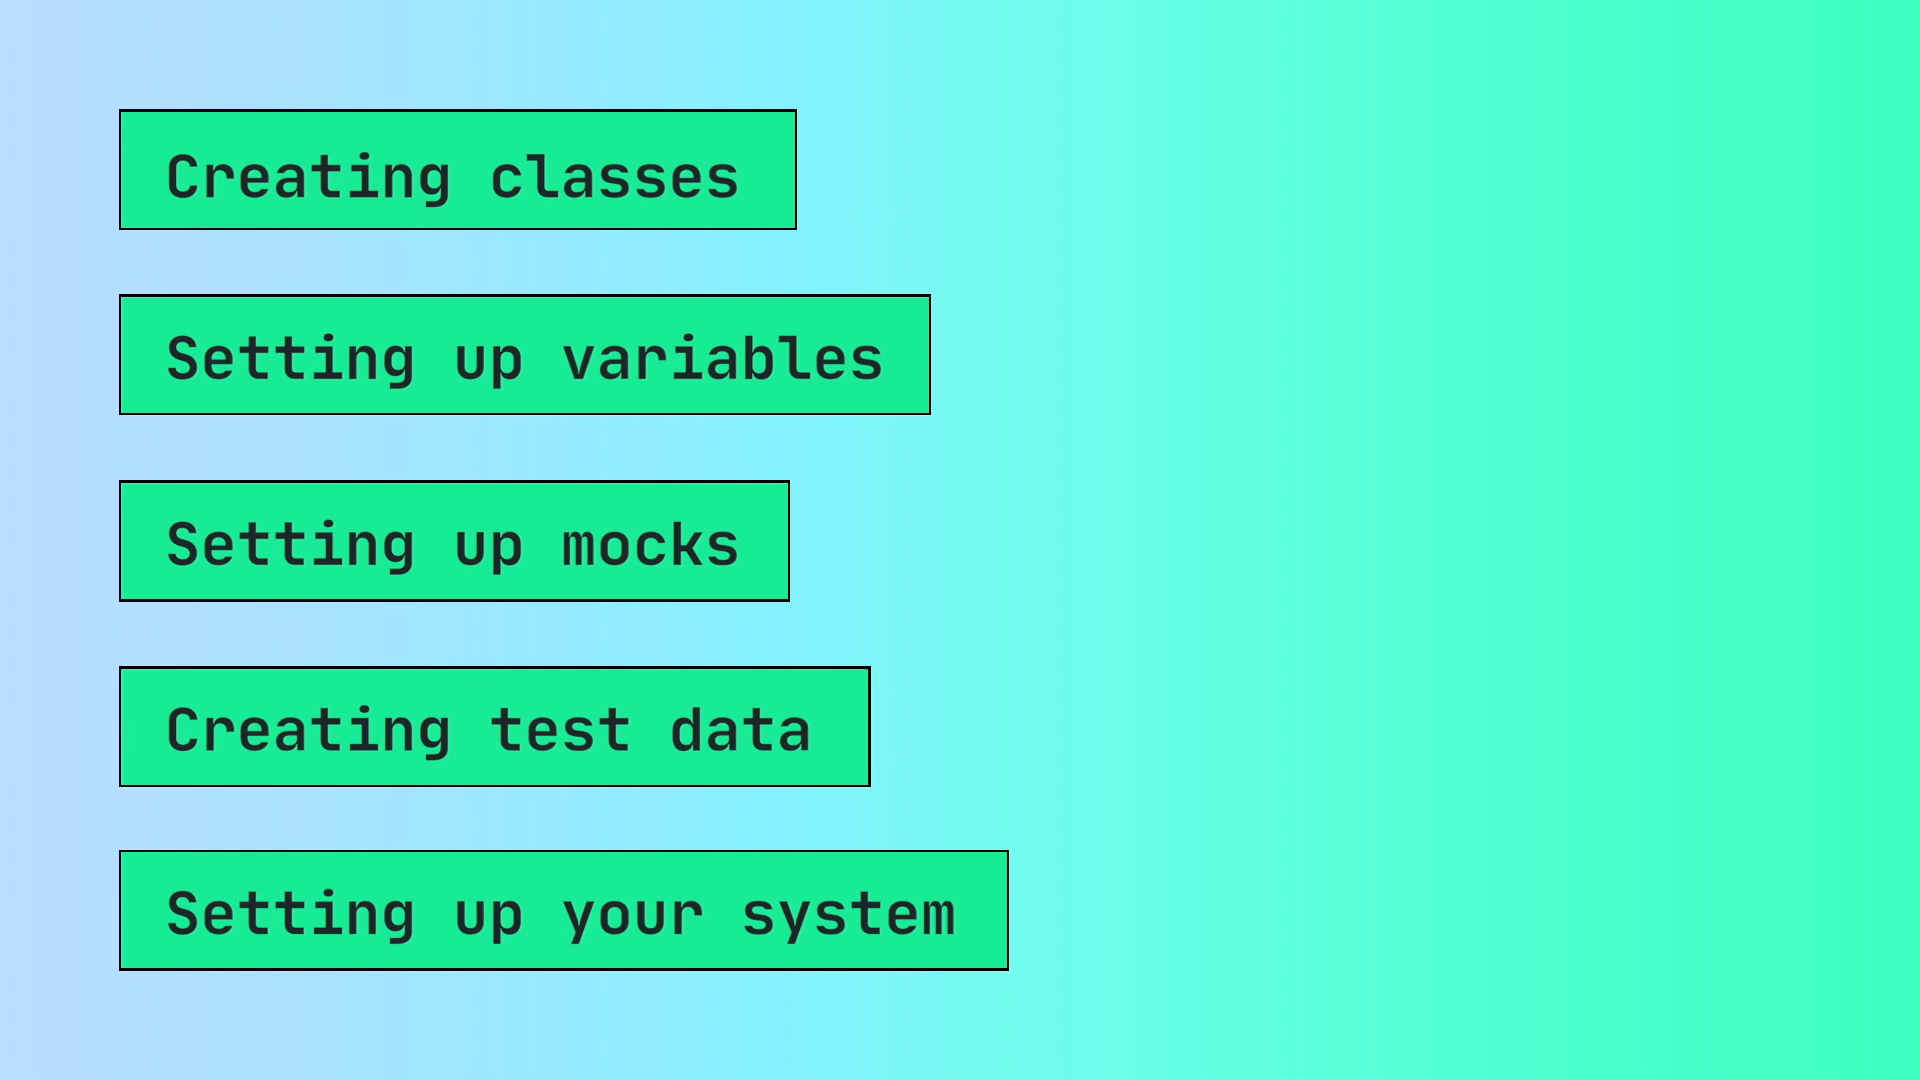 Creating classes
Setting up variables
Setting up mocks
Creating test data
Setting up your system